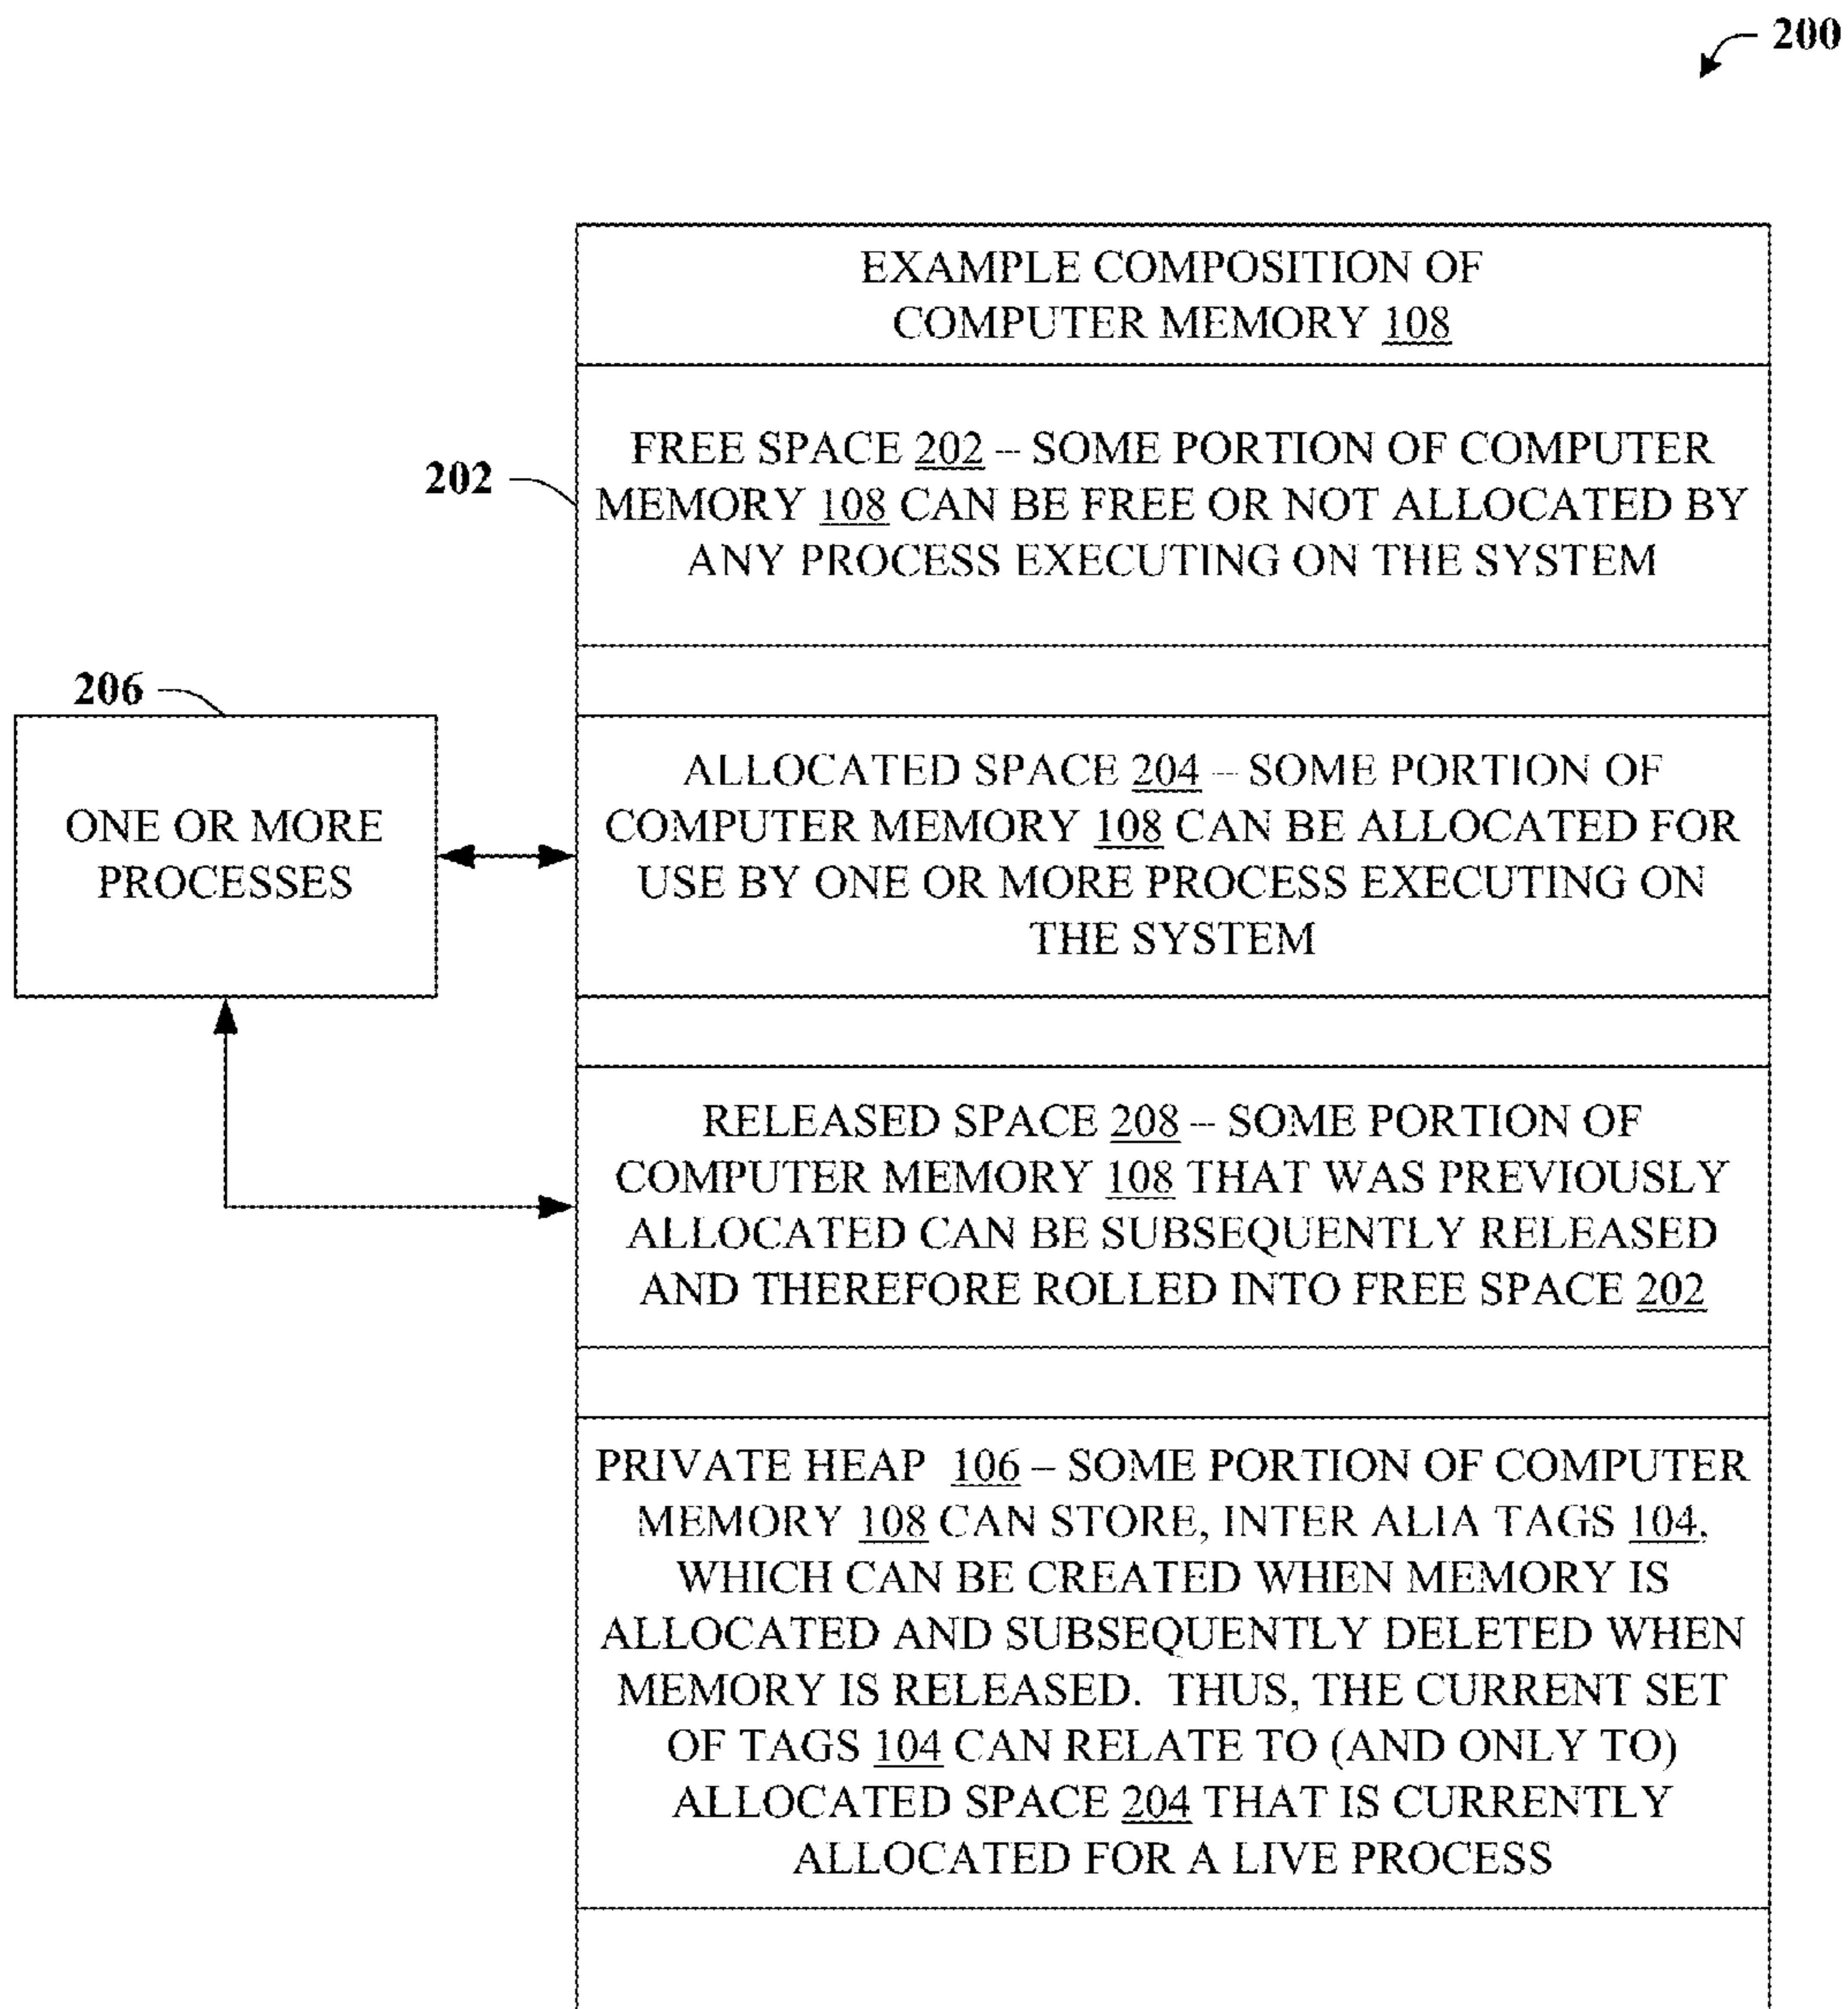 200
EXAMPLE COMPOSITION OF
COMPUTER MEMORY 108
202
FREE SPACE 202 -- SOME PORTION OF COMPUTER
MEMORY 108 CAN BE FREE OR NOT ALLOCATED BY
ANY PROCESS EXECUTING ON THE SYSTEM
206
ONE OR MORE
PROCESSES
ALLOCATED SPACE 204 -- SOME PORTION OF
COMPUTER MEMORY 108 CAN BE ALLOCATED FOR
USE BY ONE OR MORE PROCESS EXECUTING ON
THE SYSTEM
RELEASED SPACE 208 -- SOME PORTION OF
COMPUTER MEMORY 108 THAT WAS PREVIOUSLY
ALLOCATED CAN BE SUBSEQUENTLY RELEASED
AND THEREFORE ROLLED INTO FREE SPACE 202
PRIVATE HEAP 106 – SOME PORTION OF COMPUTER
MEMORY 108 CAN STORE, INTER ALIA TAGS 104,
WHICH CAN BE CREATED WHEN MEMORY IS
ALLOCATED AND SUBSEQUENTLY DELETED WHEN
MEMORY IS RELEASED. THUS, THE CURRENT SET
OF TAGS 104 CAN RELATE TO (AND ONLY TO)
ALLOCATED SPACE 204 THAT IS CURRENTLY
ALLOCATED FOR A LIVE PROCESS